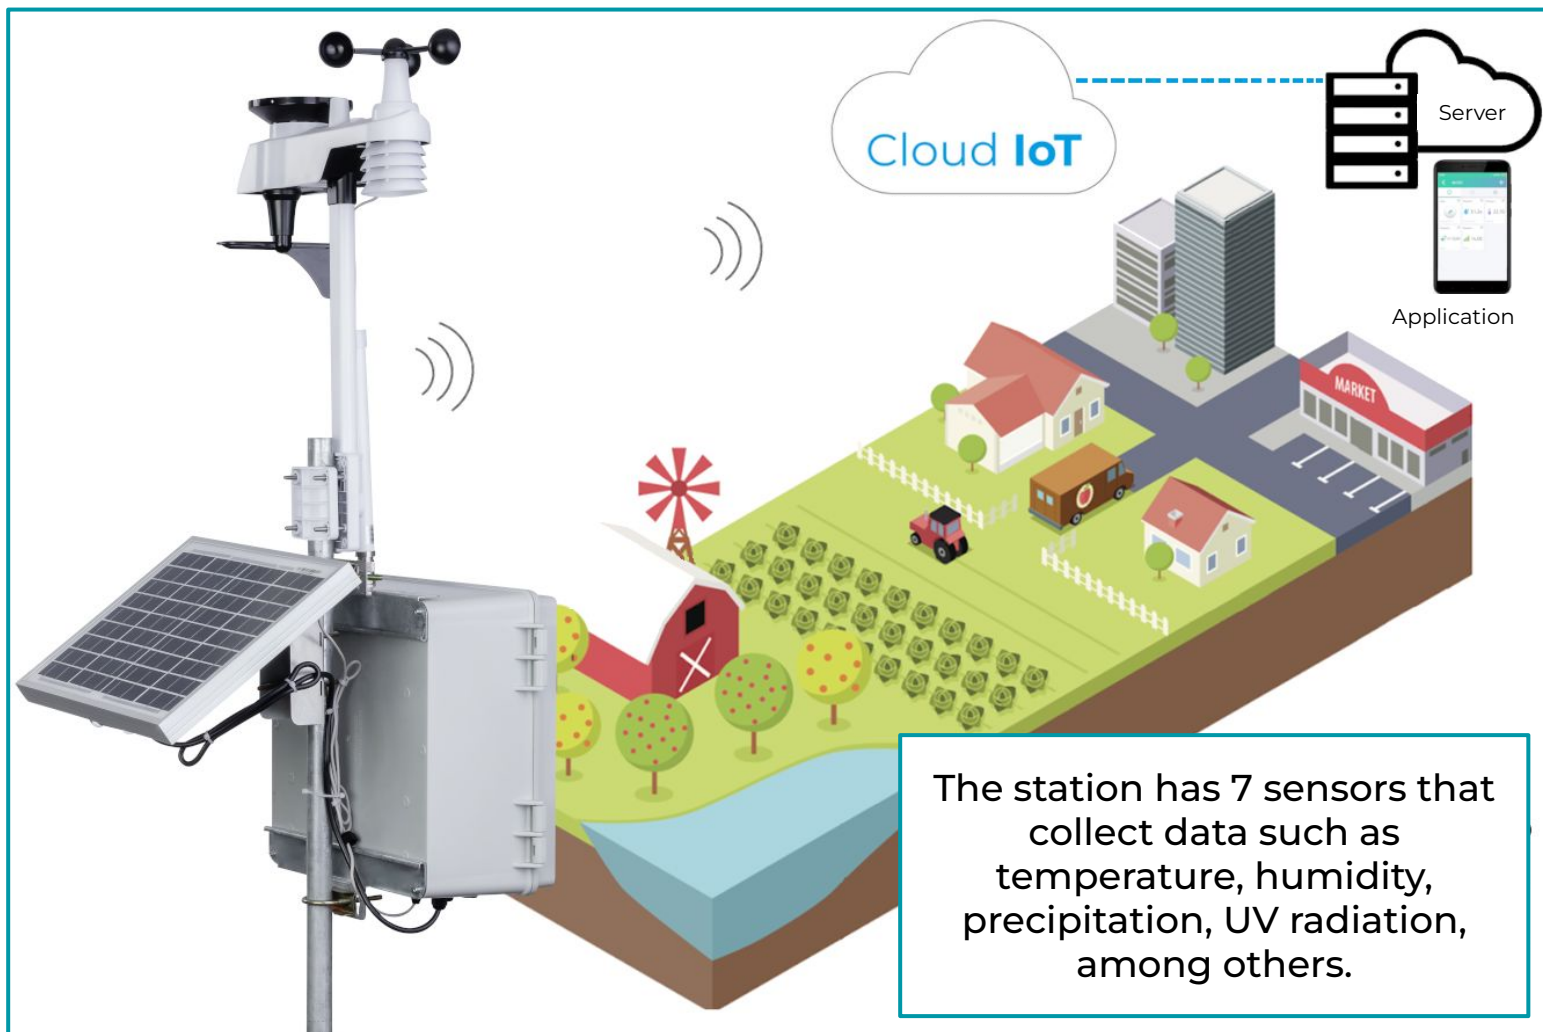 Cloud IoT
Server
Application
MARKET
The station has 7 sensors that
collect data such as
temperature, humidity,
precipitation, UV radiation,
among others.